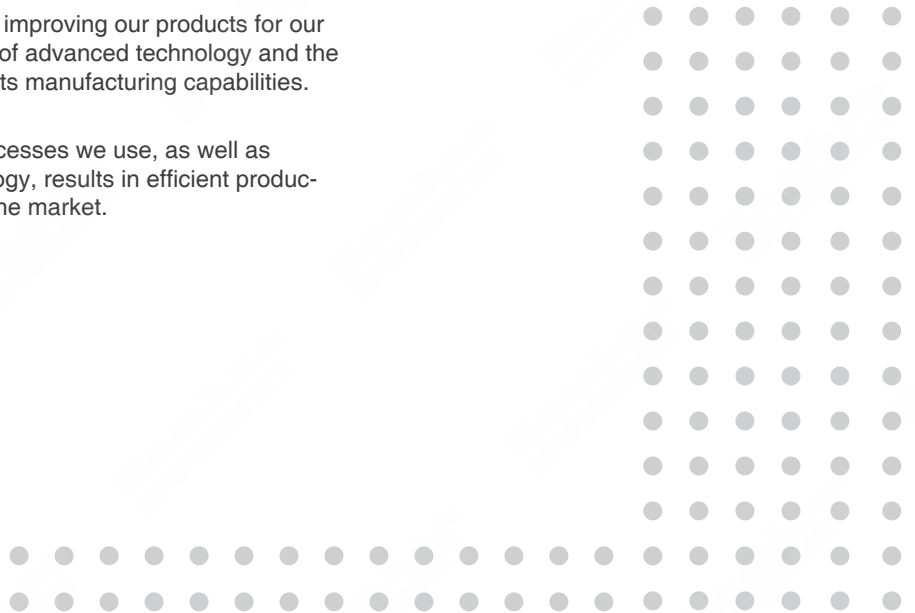 improving our products for our
of advanced technology and the
ts manufacturing capabilities.
cesses we use, as well as
ogy, results in efficient produc-
he market.